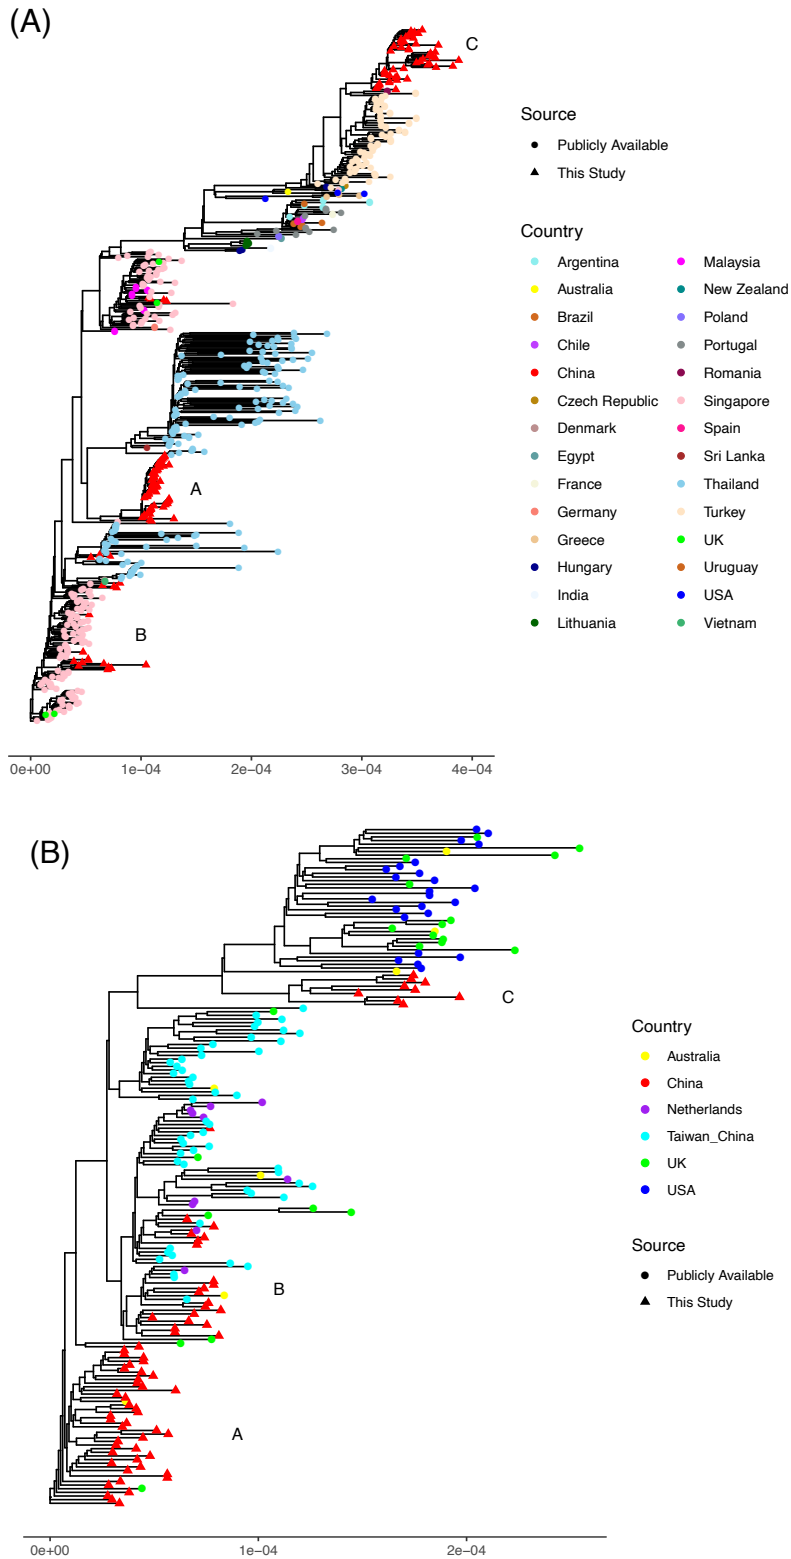 (A)
C
Source
Publicly Available
This Study
Country
Argentina
Malaysia
Australia
New Zealand
Brazil
Poland
Chile
Portugal
China
Romania
Czech Republic
Singapore
Denmark
Spain
Egypt
Sri Lanka
France
Thailand
Germany
Turkey
Greece
UK
Hungary
Uruguay
India
USA
Lithuania
Vietnam
A
B
0e+00 1e−04 2e−04 3e−04 4e−04
(B)
C
Country
Australia
China
Netherlands
Taiwan_China
UK
USA
Source
Publicly Available
This Study
B
A
0e+00 1e−04 2e−04